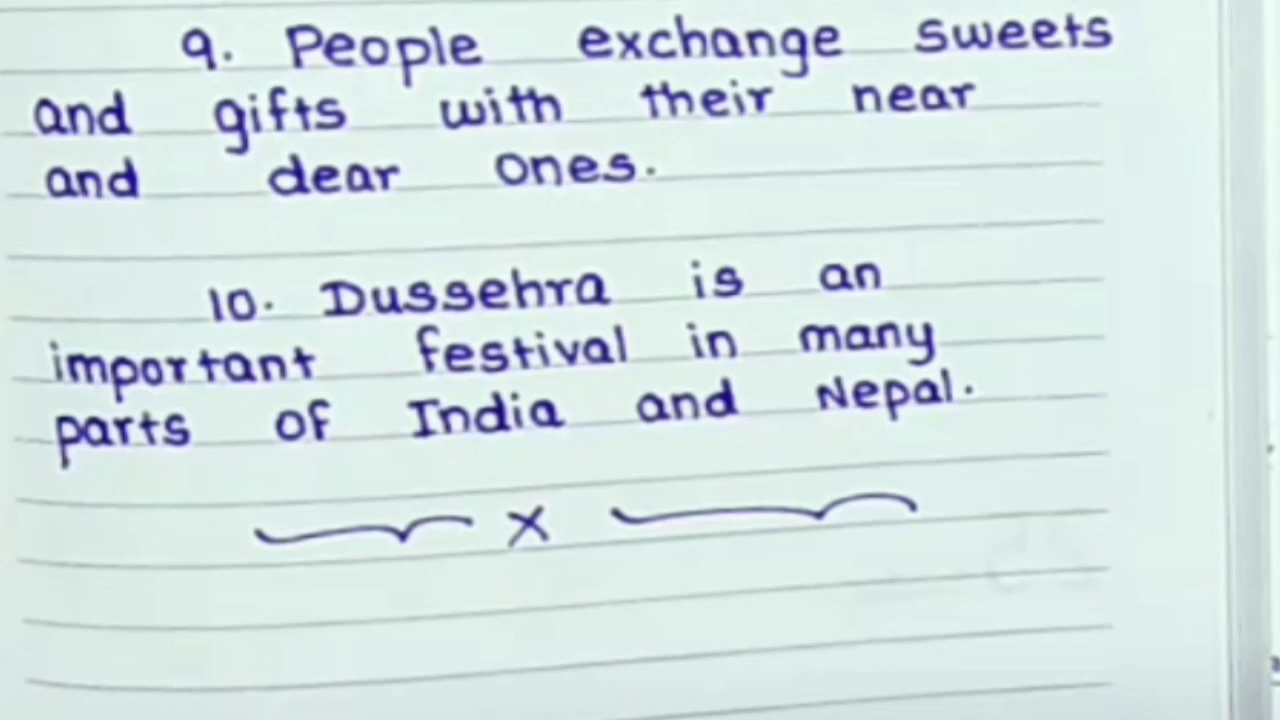 9. People exchange sweets
and gifts with their near
and dear ones.
10. Dussehra is an
important festival in many
parts of India and Nepal.
x